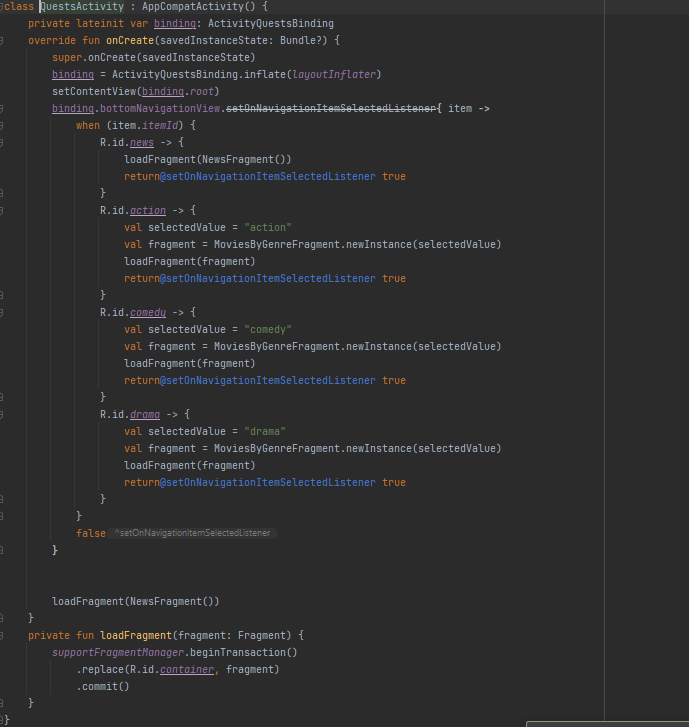 class QuestsActivity : AppCompatActivity() {
    private lateinit var binding: ActivityQuestsBinding
    override fun onCreate(savedInstanceState: Bundle?) {
        super.onCreate(savedInstanceState)
        binding = ActivityQuestsBinding.inflate(layoutInflater)
        setContentView(binding.root)
        binding.bottomNavigationView.setOnNavigationItemSelectedListener{ item ->
            when (item.itemId) {
                R.id.news -> {
                    loadFragment(NewsFragment())
                    return@setOnNavigationItemSelectedListener true
                }
                R.id.action -> {
                    val selectedValue = "action"
                    val fragment = MoviesByGenreFragment.newInstance(selectedValue)
                    loadFragment(fragment)
                    return@setOnNavigationItemSelectedListener true
                }
                R.id.comedy -> {
                    val selectedValue = "comedy"
                    val fragment = MoviesByGenreFragment.newInstance(selectedValue)
                    loadFragment(fragment)
                    return@setOnNavigationItemSelectedListener true
                }
                R.id.drama -> {
                    val selectedValue = "drama"
                    val fragment = MoviesByGenreFragment.newInstance(selectedValue)
                    loadFragment(fragment)
                    return@setOnNavigationItemSelectedListener true
                }
            }
            false ^setOnNavigationItemSelectedListener
        }
        loadFragment(NewsFragment())
    }
    private fun loadFragment(fragment: Fragment) {
        supportFragmentManager.beginTransaction()
            .replace(R.id.container, fragment)
            .commit()
    }
}